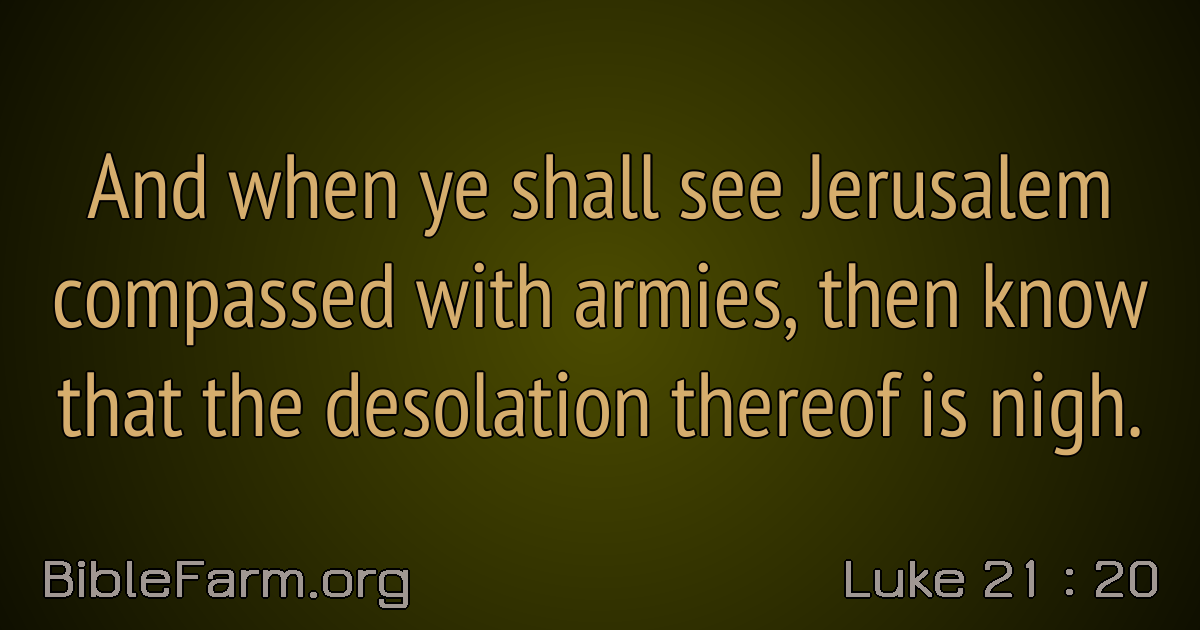 And when ye shall see Jerusalem
compassed with armies, then know
that the desolation thereof is nigh.
BibleFarm.org
Luke 21 : 20